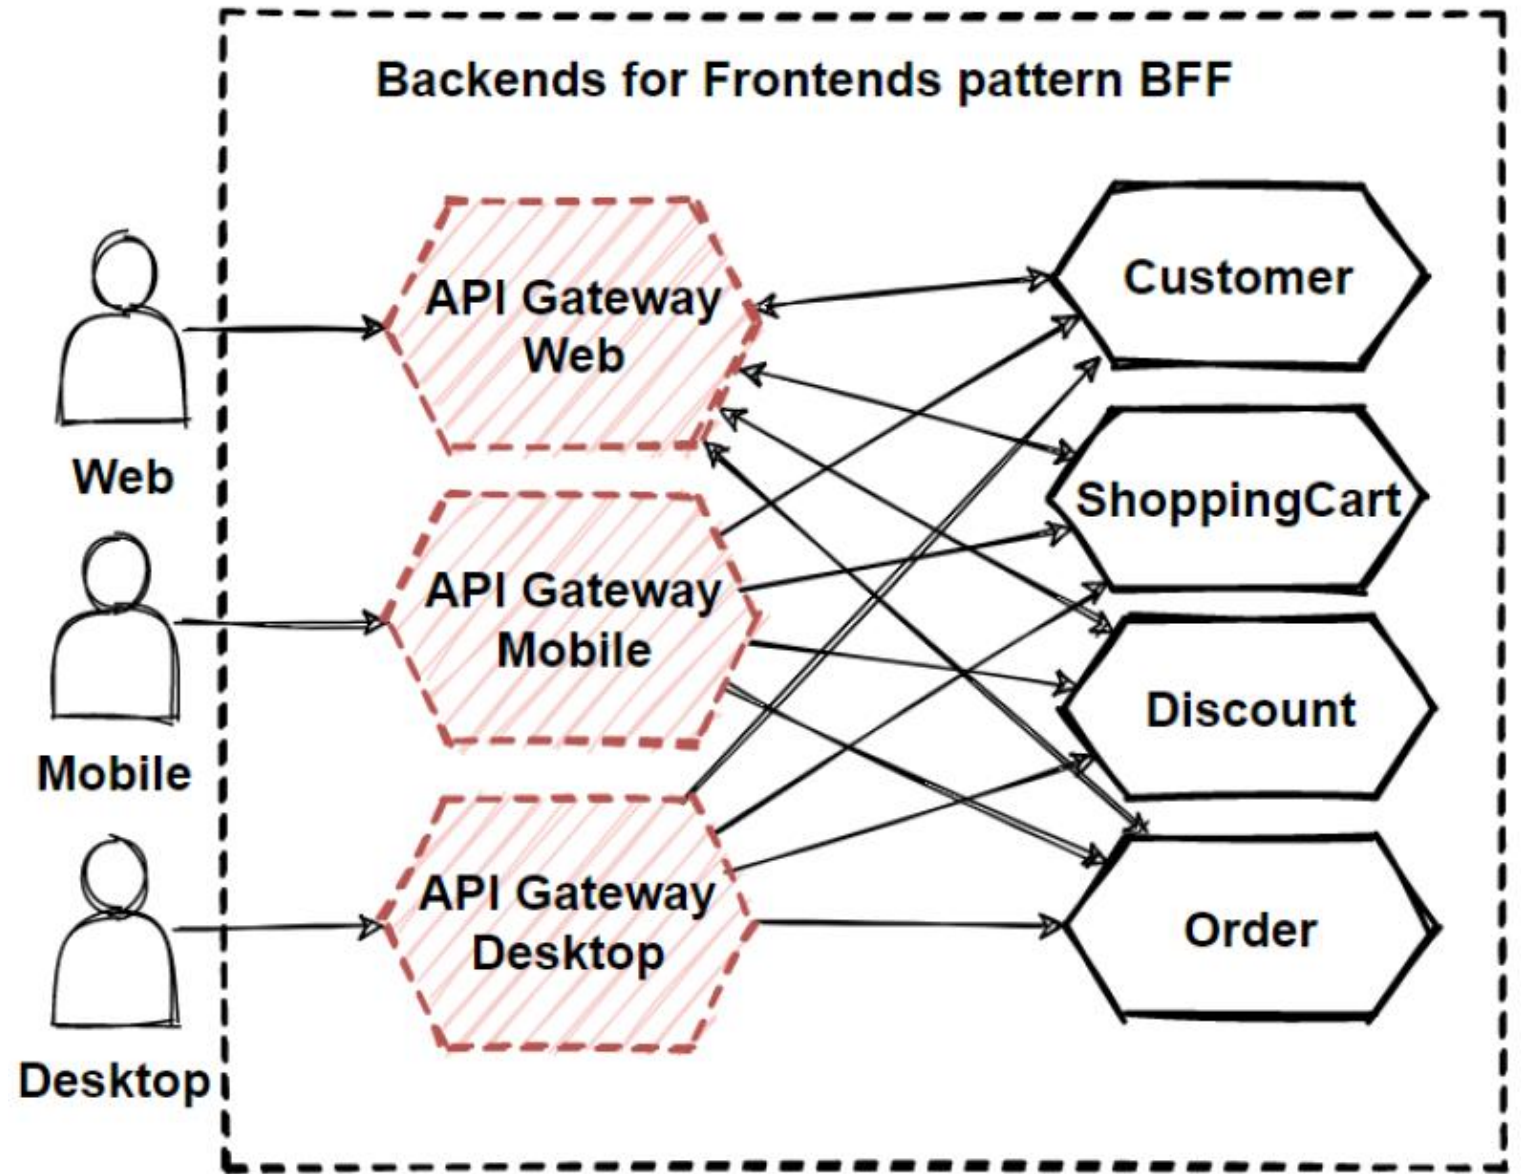 Backends for Frontends pattern BFF
Web
API Gateway
Web
Customer
ShoppingCart
Mobile
API Gateway
Mobile
Discount
Desktop
API Gateway
Desktop
Order